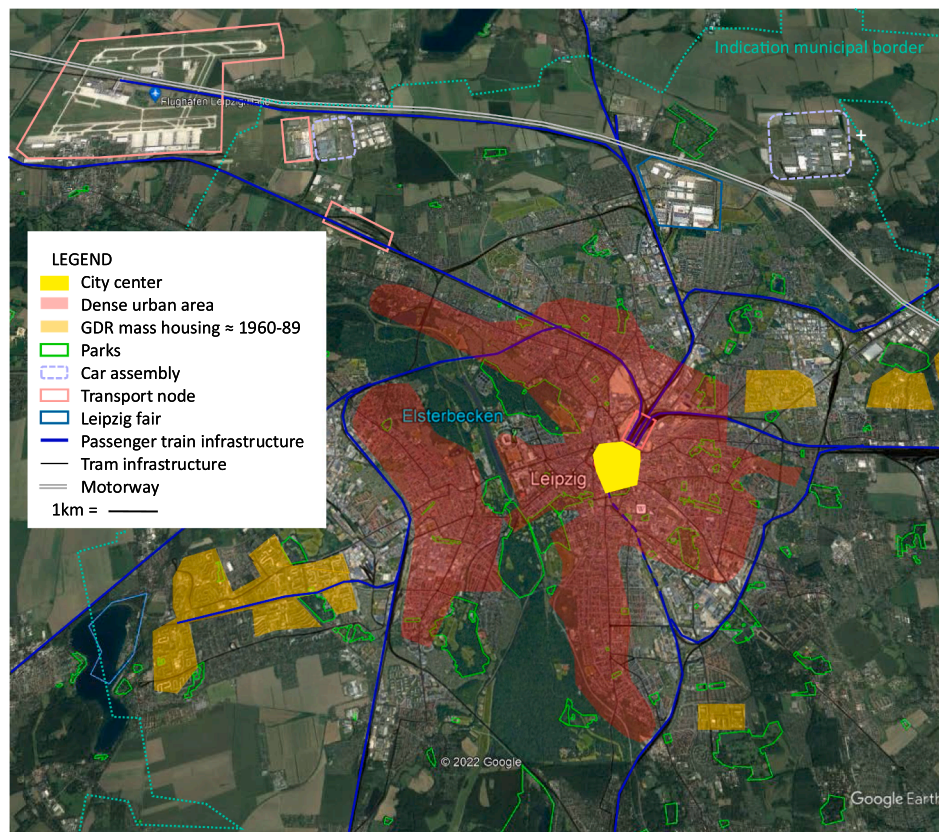 Indication municipal border
Flughafen Leipzig/Halle
LEGEND
City center
Dense urban area
GDR mass housing ≈ 1960-89
Parks
Car assembly
Transport node
Leipzig fair
Passenger train infrastructure
Tram infrastructure
Motorway
1km =
Elsterbecken
Leipzig
© 2022 Google
Google Earth